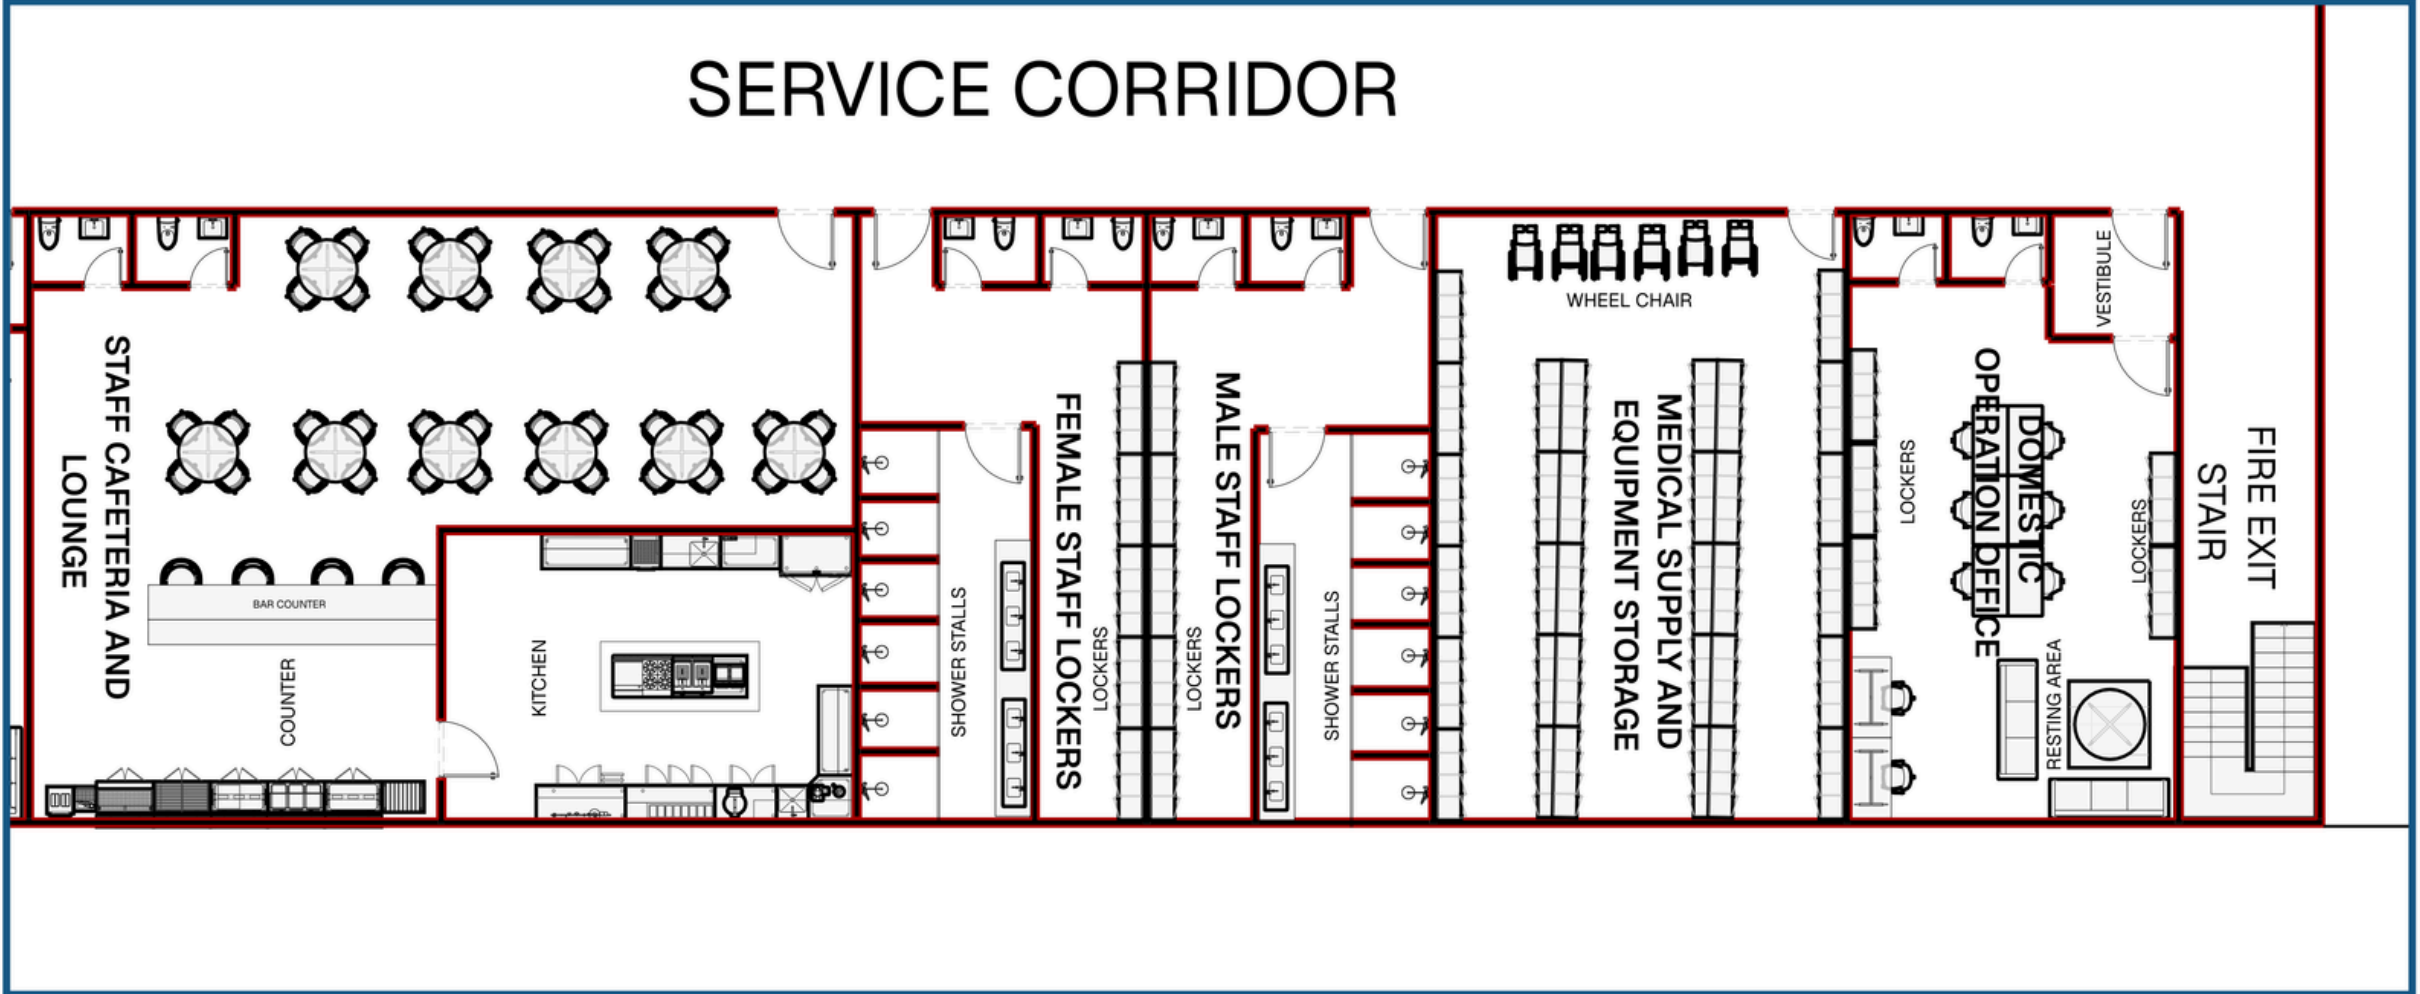 SERVICE CORRIDOR
STAFF CAFETERIA AND
LOUNGE
BAR COUNTER
COUNTER
KITCHEN
SHOWER STALLS
FEMALE STAFF LOCKERS
LOCKERS
LOCKERS
MALE STAFF LOCKERS
SHOWER STALLS
WHEEL CHAIR
MEDICAL SUPPLY AND
EQUIPMENT STORAGE
LOCKERS
DOMESTIC
OPERATION OFFICE
VESTIBULE
LOCKERS
RESTING AREA
FIRE EXIT
STAIR